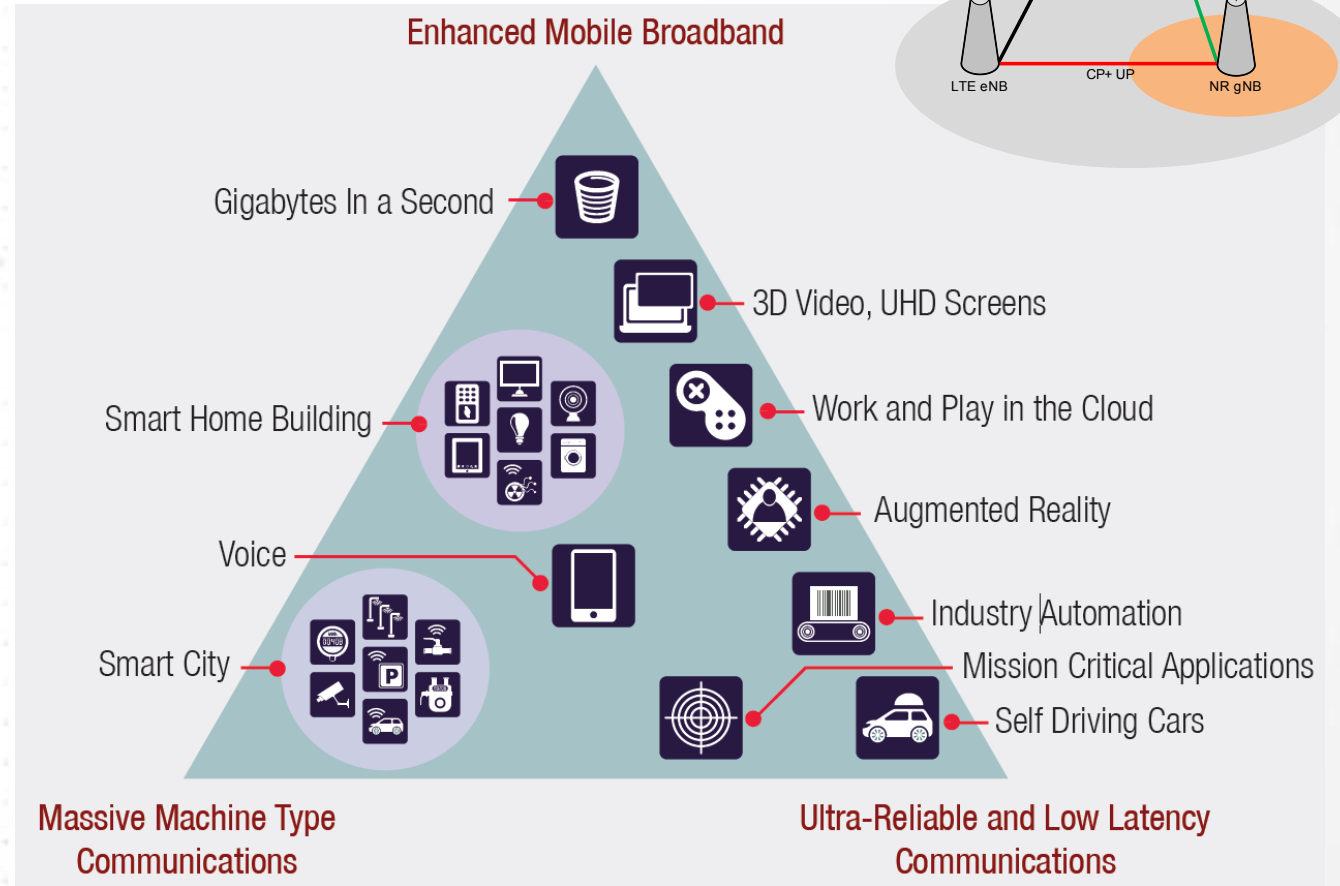 Enhanced Mobile Broadband
CP+ UP
LTE eNB
NR gNB
Gigabytes In a Second
3D Video, UHD Screens
Smart Home Building
Work and Play in the Cloud
Augmented Reality
Voice
Industry Automation
Smart City
P
Mission Critical Applications
Self Driving Cars
Massive Machine Type
Communications
Ultra-Reliable and Low Latency
Communications